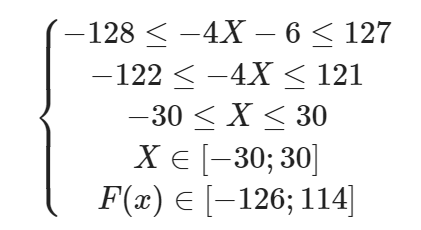 −128 ≤ −4X − 6 ≤ 127
−122 ≤ −4X ≤ 121
−30 ≤ X ≤ 30
X ∈ [−30; 30]
F(x) ∈ [−126; 114]